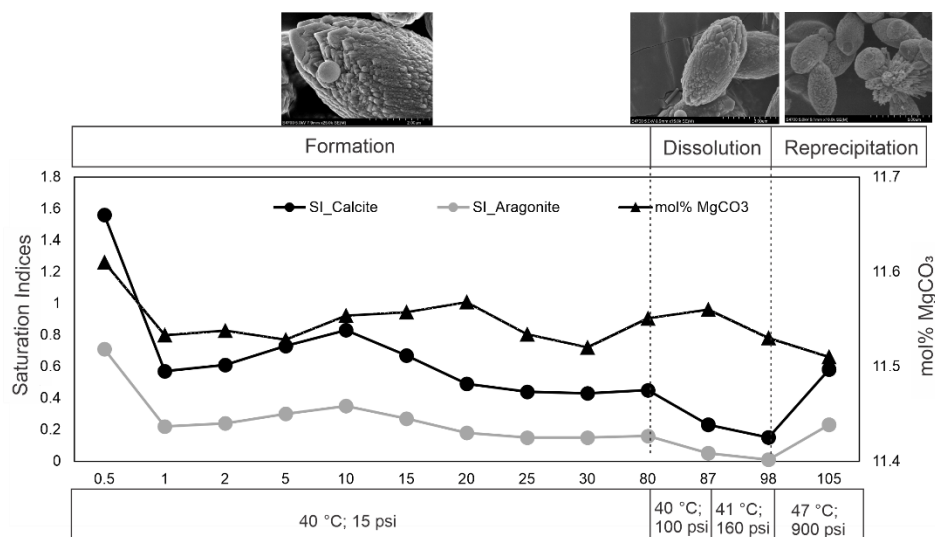 Formation
Dissolution
Reprecipitation
SI_Calcite
SI_Aragonite
mol% MgCO3
Saturation Indices
mol% MgCO₃
1.8
1.6
1.4
1.2
1
0.8
0.6
0.4
0.2
0
11.7
11.6
11.5
11.4
0.5 1 2 5 10 15 20 25 30 80 87 98 105
40 °C; 15 psi
40 °C;
100 psi
41 °C;
160 psi
47 °C;
900 psi